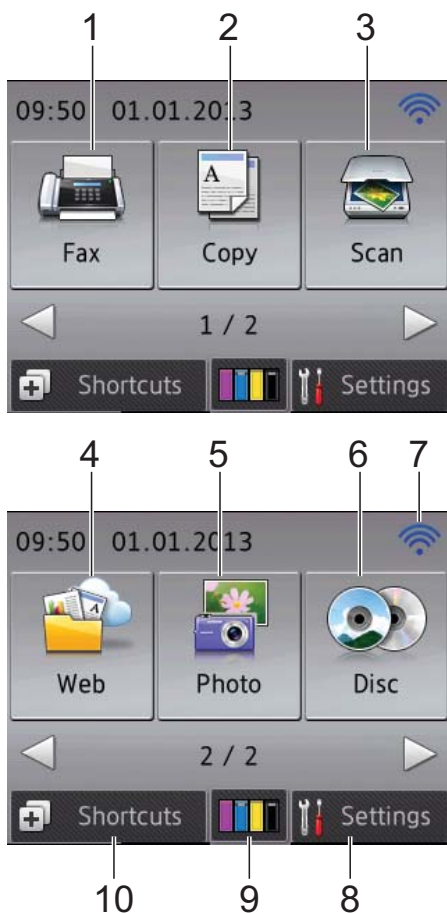 1 2 3
09:50 01.01.2013
A
Fax Copy Scan
1 / 2
Shortcuts Settings
4 5 6 7
09:50 01.01.2013
A
Web Photo Disc
2 / 2
Shortcuts Settings
10 9 8